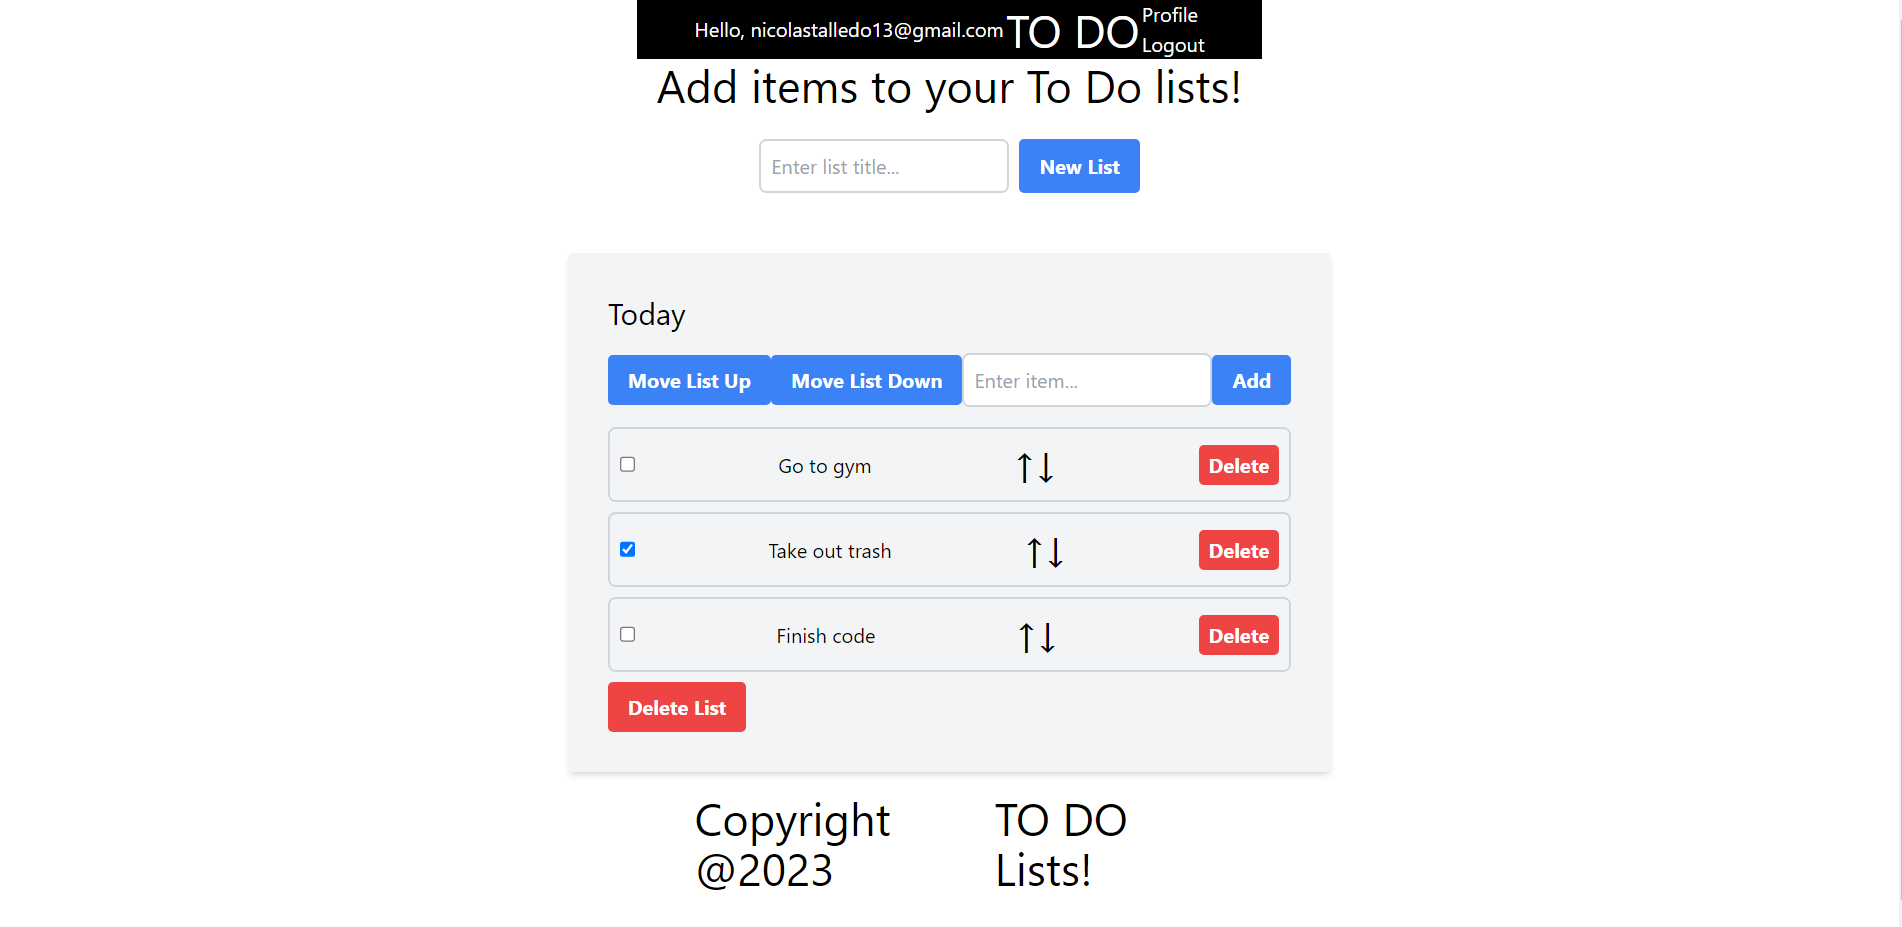 Hello, nicolastalledo13@gmail.com TO DO Profile
Logout
Add items to your To Do lists!
Enter list title... New List
Today
Move List Up Move List Down Enter item... Add
Go to gym ↑↓ Delete
Take out trash ↑↓ Delete
Finish code ↑↓ Delete
Delete List
Copyright
@2023
TO DO
Lists!